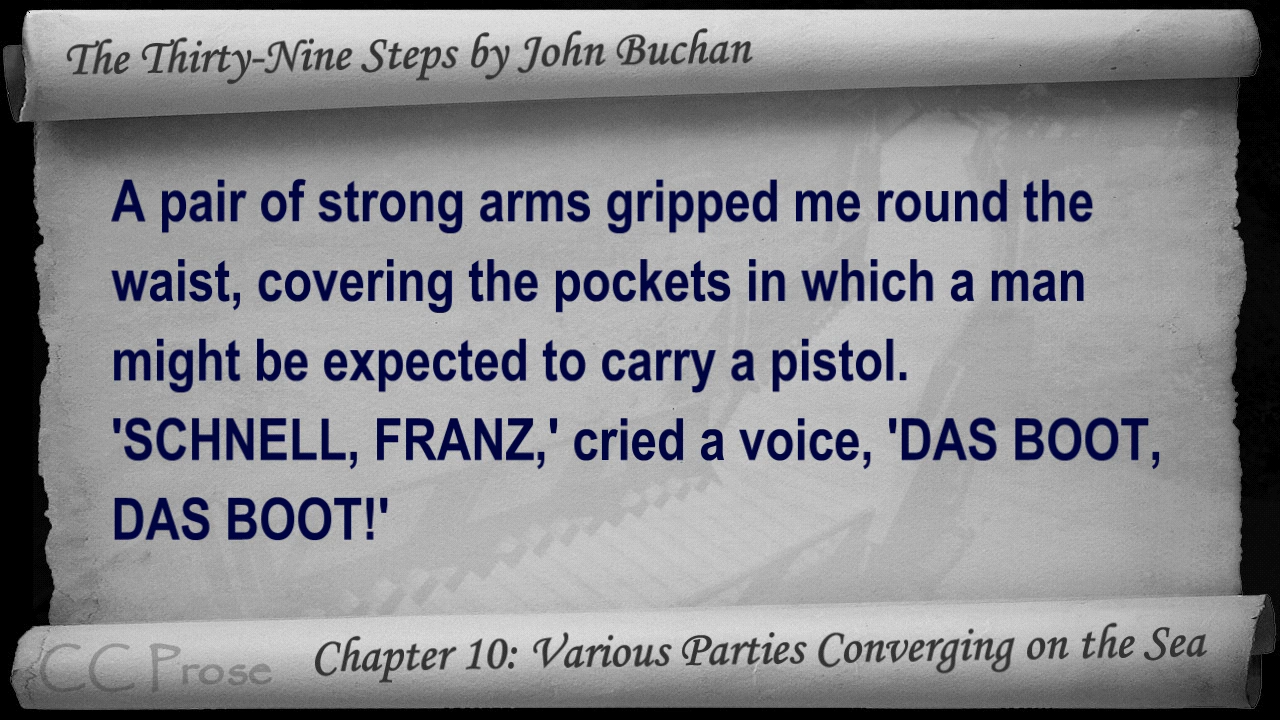 The Thirty-Nine Steps by John Buchan
A pair of strong arms gripped me round the
waist, covering the pockets in which a man
might be expected to carry a pistol.
'SCHNELL, FRANZ,' cried a voice, 'DAS BOOT,
DAS BOOT!'
Chapter 10: Various Parties Converging on the Sea
CC Prose